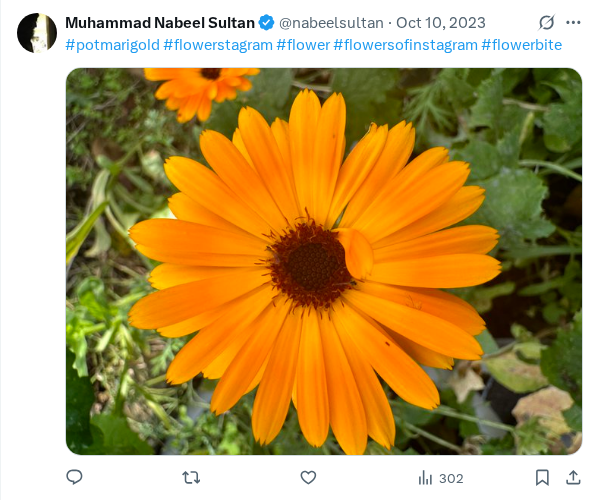 Muhammad Nabeel Sultan @nabeelsultan · Oct 10, 2023
#potmarigold #flowerstagram #flower #flowersofinstagram #flowerbite
302